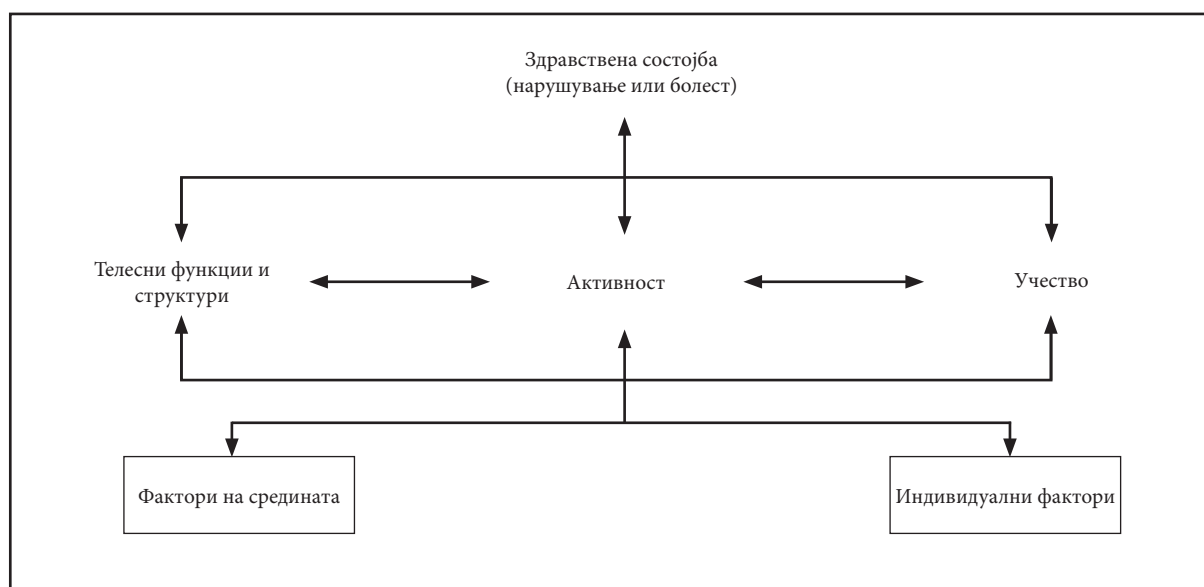 Здравствена состојба
(нарушување или болест)
Телесни функции и
структури
Активност
Учество
Фактори на средината
Индивидуални фактори